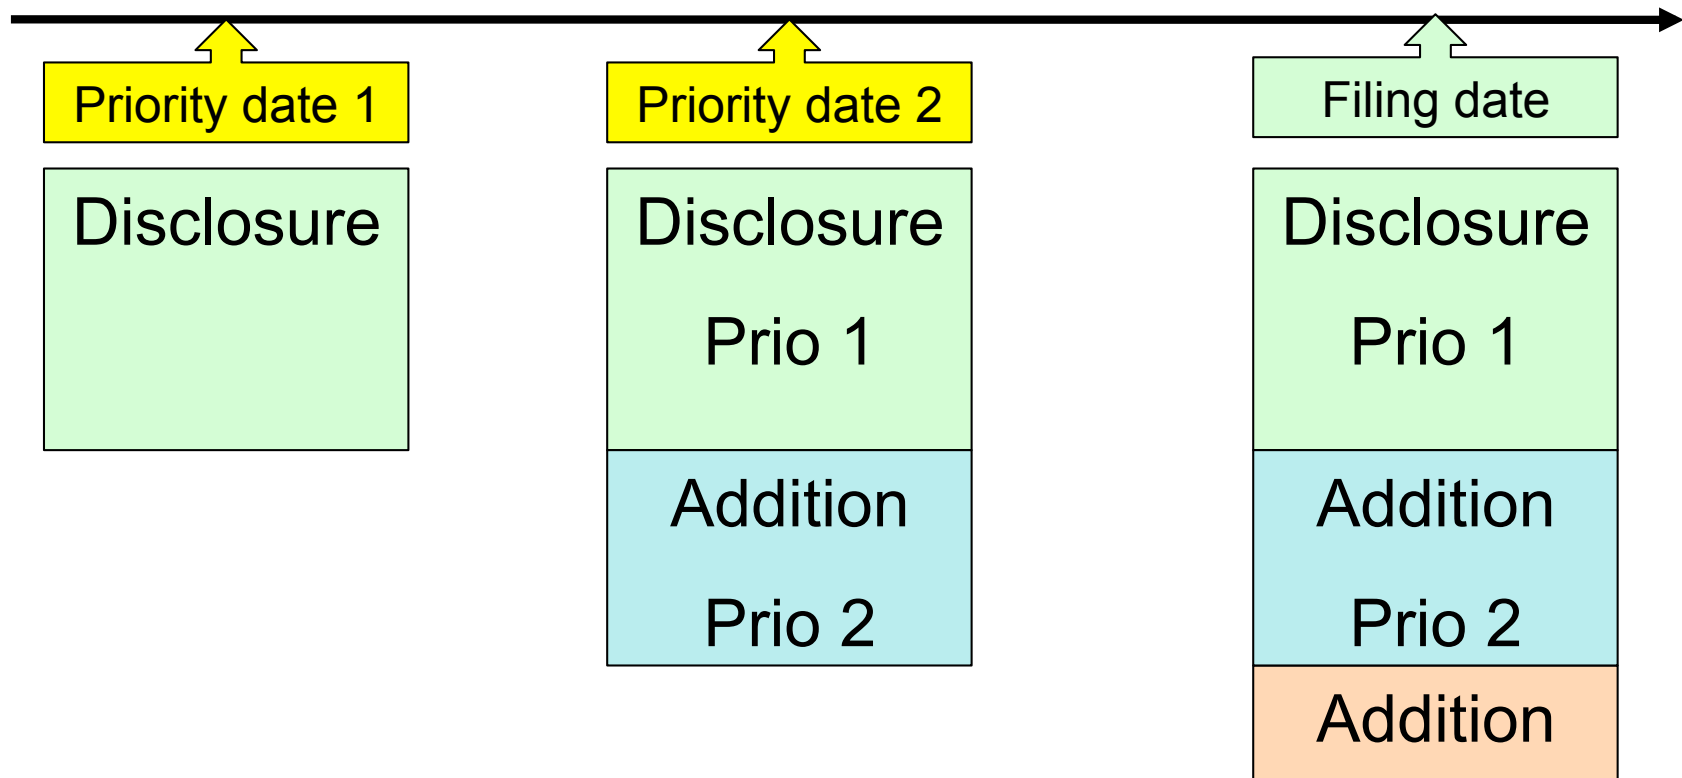 Priority date 1
Priority date 2
Filing date
Disclosure
Disclosure
Prio 1
Addition
Prio 2
Disclosure
Prio 1
Addition
Prio 2
Addition